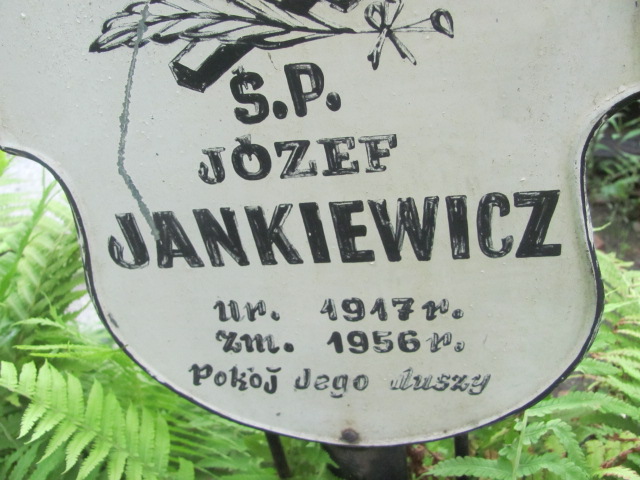 Ś.P.
JÓZEF
JANKIEWICZ
ur. 1917 r.
zm. 1956 r.
Pokój Jego duszy